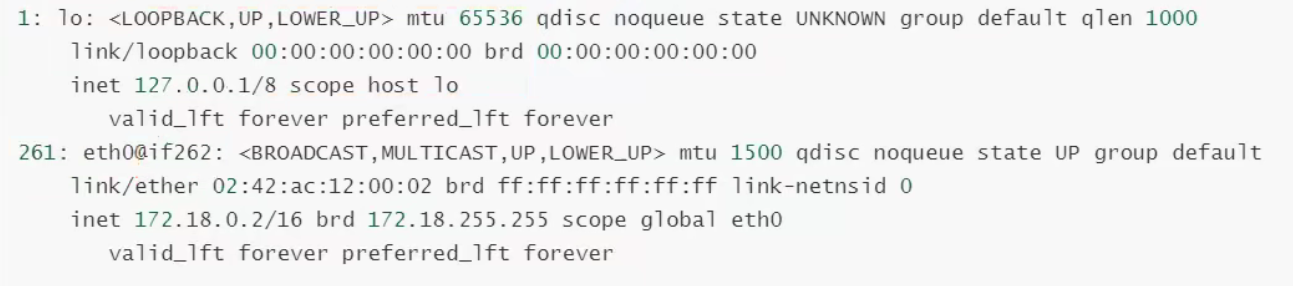 1: lo: <LOOPBACK,UP,LOWER_UP> mtu 65536 qdisc noqueue state UNKNOWN group default qlen 1000
link/loopback 00:00:00:00:00:00 brd 00:00:00:00:00:00
inet 127.0.0.1/8 scope host lo
valid_lft forever preferred_lft forever
261: eth0@if262: <BROADCAST,MULTICAST,UP,LOWER_UP> mtu 1500 qdisc noqueue state UP group default
link/ether 02:42:ac:12:00:02 brd ff:ff:ff:ff:ff:ff link-netnsid 0
inet 172.18.0.2/16 brd 172.18.255.255 scope global eth0
valid_lft forever preferred_lft forever